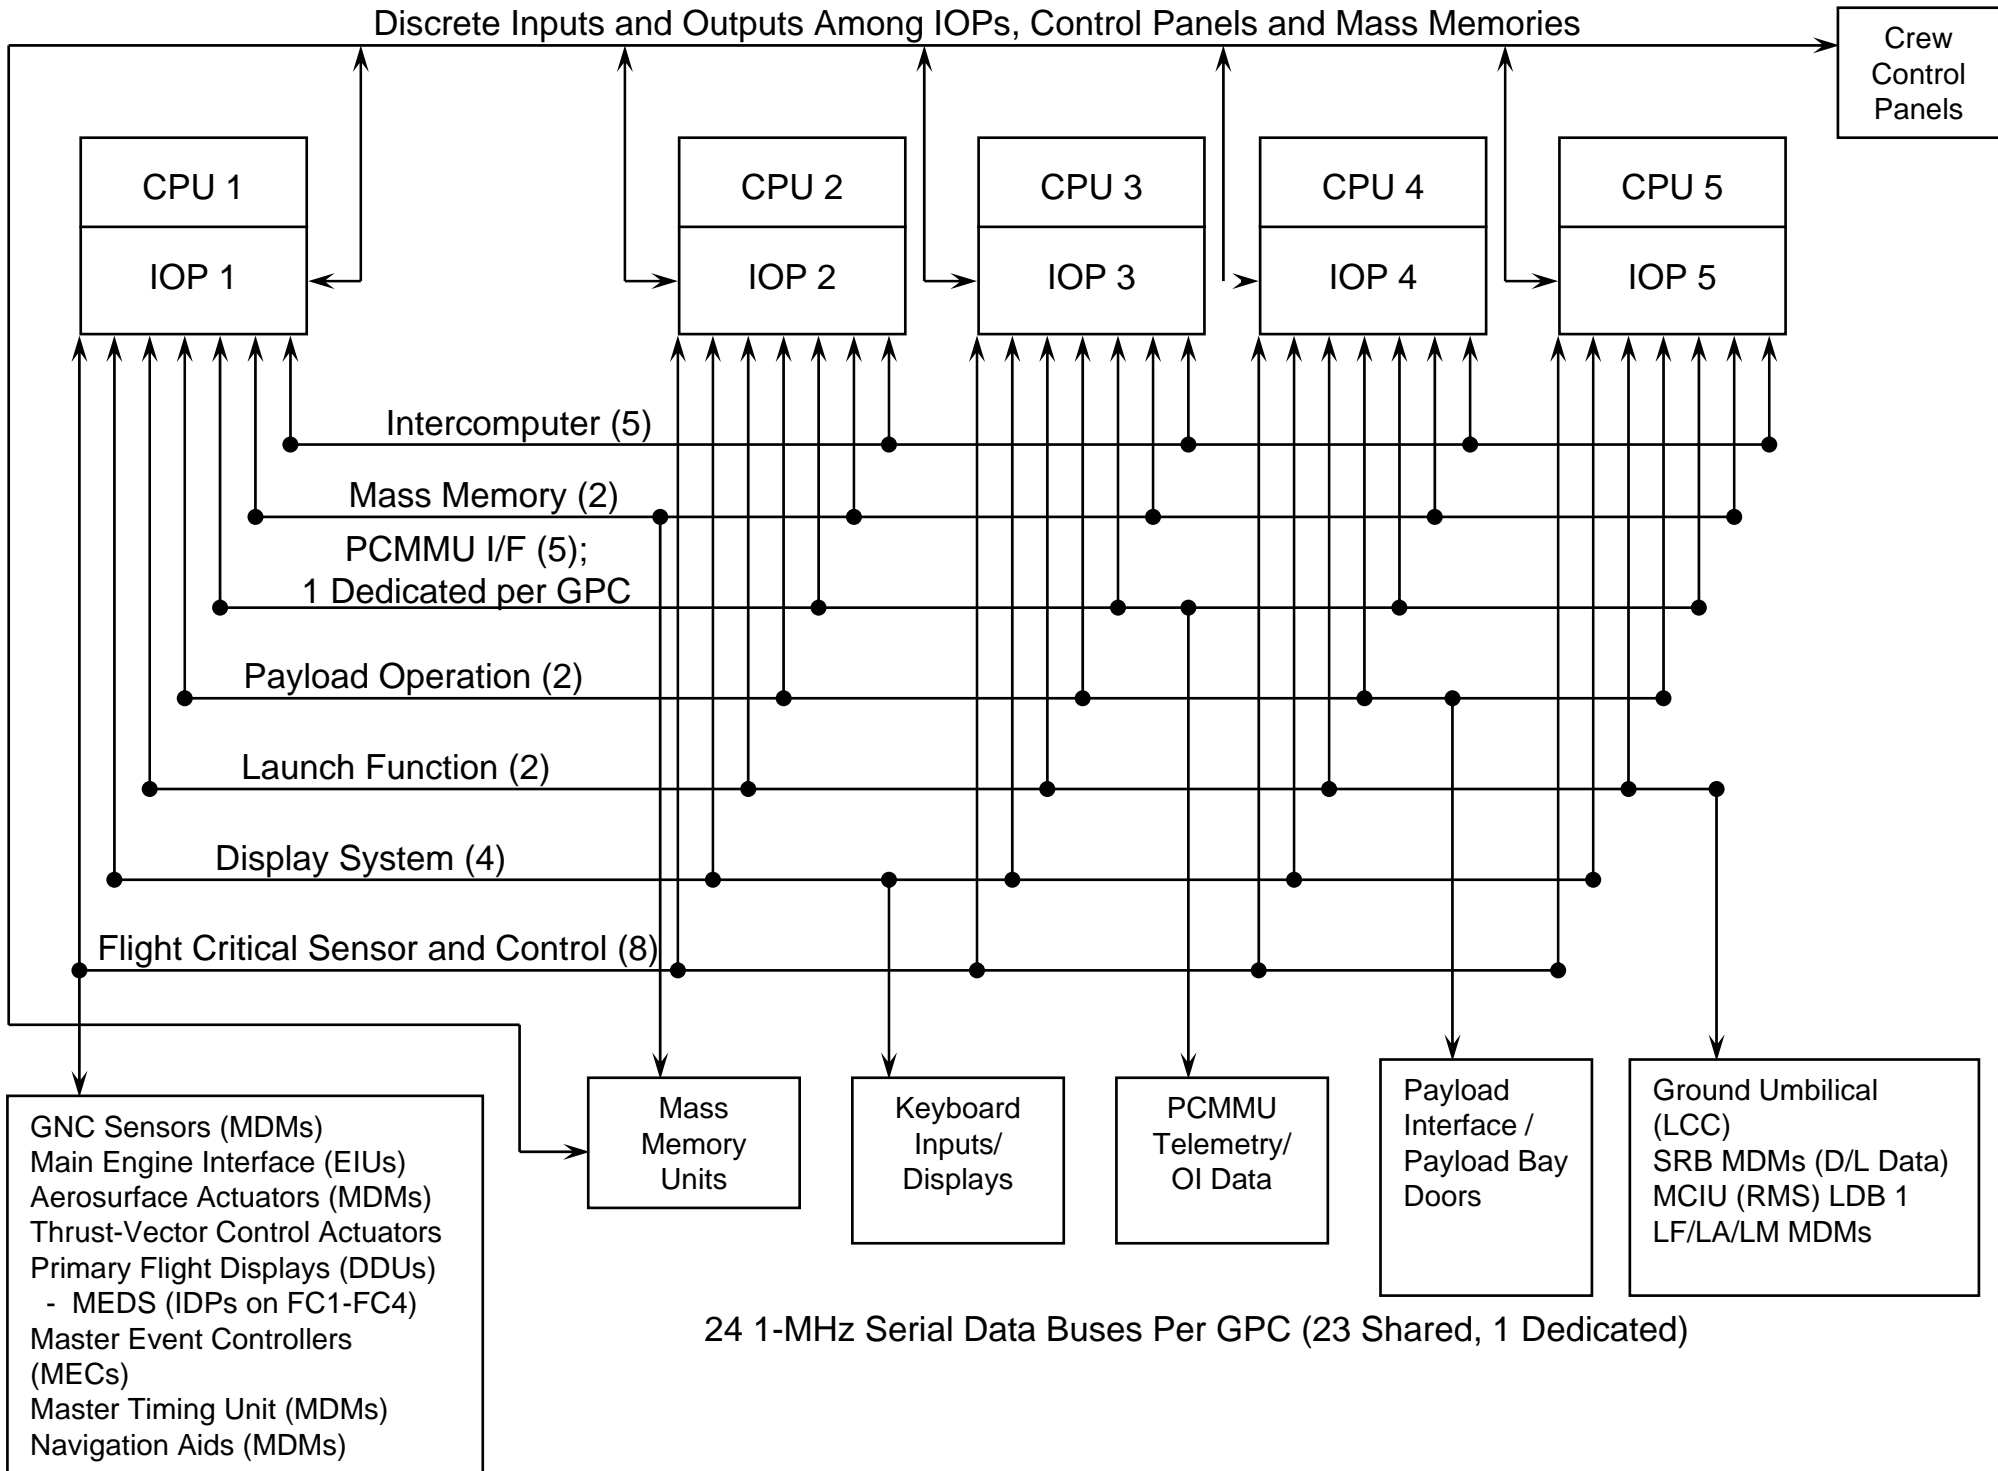 Discrete Inputs and Outputs Among IOPs, Control Panels and Mass Memories
Crew
Control
Panels
CPU 1
CPU 2
CPU 3
CPU 4
CPU 5
IOP 1
IOP 2
IOP 3
IOP 4
IOP 5
Intercomputer (5)
Mass Memory (2)
PCMMU I/F (5);
1 Dedicated per GPC
Payload Operation (2)
Launch Function (2)
Display System (4)
Flight Critical Sensor and Control (8)
GNC Sensors (MDMs)
Main Engine Interface (EIUs)
Aerosurface Actuators (MDMs)
Thrust-Vector Control Actuators
Primary Flight Displays (DDUs)
- MEDS (IDPs on FC1-FC4)
Master Event Controllers
(MECs)
Master Timing Unit (MDMs)
Navigation Aids (MDMs)
Mass
Memory
Units
Keyboard
Inputs/
Displays
PCMMU
Telemetry/
OI Data
Payload
Interface /
Payload Bay
Doors
Ground Umbilical
(LCC)
SRB MDMs (D/L Data)
MCIU (RMS) LDB 1
LF/LA/LM MDMs
24 1-MHz Serial Data Buses Per GPC (23 Shared, 1 Dedicated)